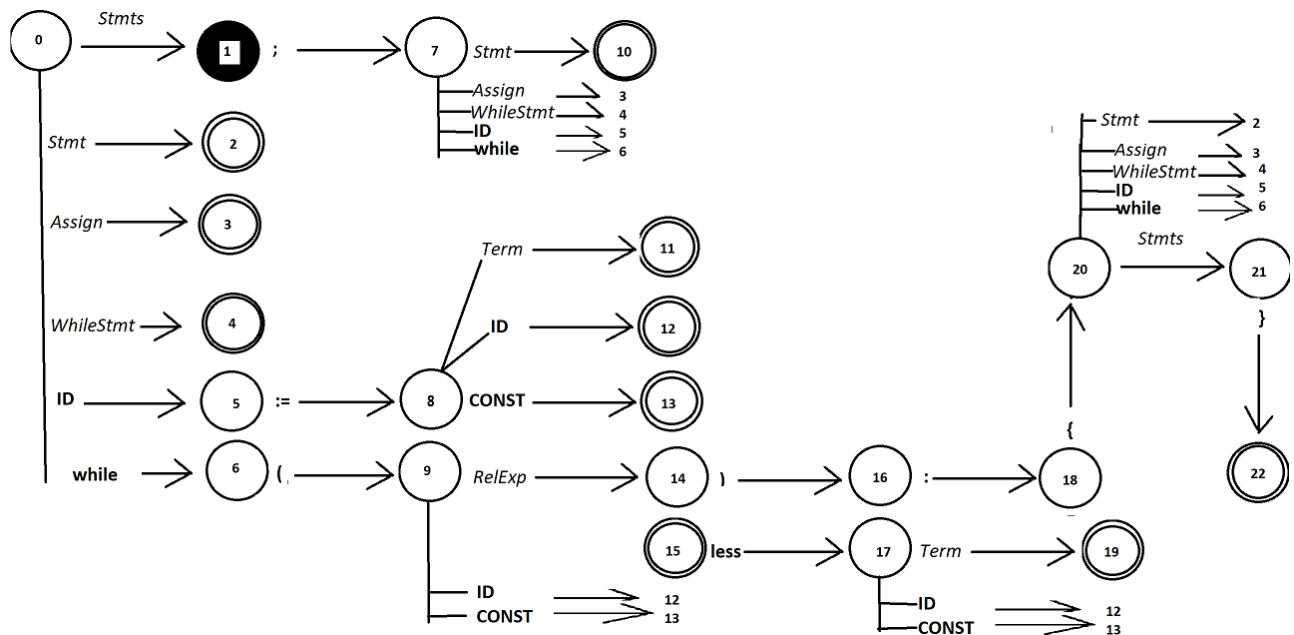 Stmts
0 1 ; 7 Stmt 10
Assign 3
WhileStmt 4
ID 5
while 6
Stmt 2
Stmt 2
Assign 3
WhileStmt 4
ID 5
while 6
Assign 3
Term 11
Stmts
20 21
WhileStmt 4
ID 12
}
ID 5 := 8 CONST 13
{
while 6 ( 9 RelExp 14 ) 16 : 18 22
15 less 17 Term 19
ID 12
CONST 13
ID 12
CONST 13